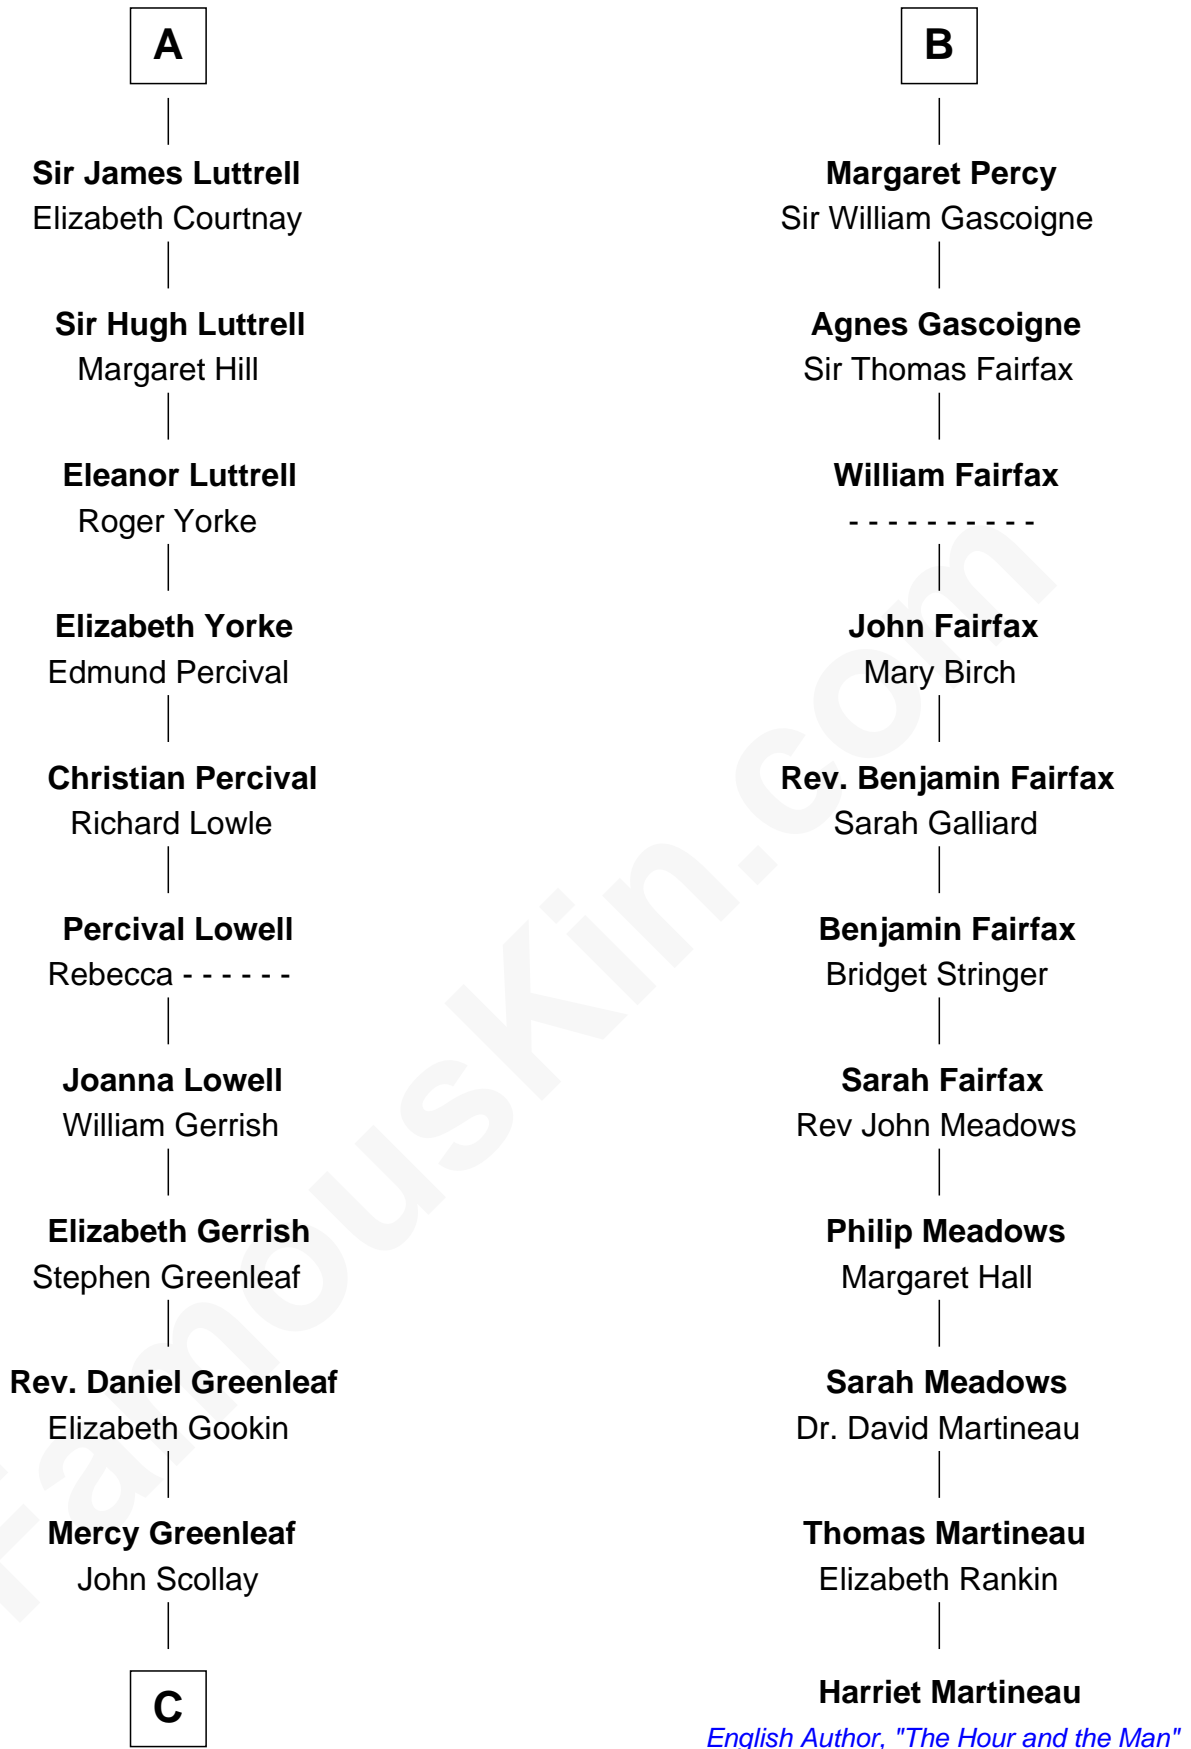 A
Sir James Luttrell
Elizabeth Courtnay
Sir Hugh Luttrell
Margaret Hill
Eleanor Luttrell
Roger Yorke
Elizabeth Yorke
Edmund Percival
Christian Percival
Richard Lowle
Percival Lowell
Rebecca - - - - - -
Joanna Lowell
William Gerrish
Elizabeth Gerrish
Stephen Greenleaf
Rev. Daniel Greenleaf
Elizabeth Gookin
Mercy Greenleaf
John Scollay
C
B
Margaret Percy
Sir William Gascoigne
Agnes Gascoigne
Sir Thomas Fairfax
William Fairfax
- - - - - - - - - -
John Fairfax
Mary Birch
Rev. Benjamin Fairfax
Sarah Galliard
Benjamin Fairfax
Bridget Stringer
Sarah Fairfax
Rev John Meadows
Philip Meadows
Margaret Hall
Sarah Meadows
Dr. David Martineau
Thomas Martineau
Elizabeth Rankin
Harriet Martineau
English Author, "The Hour and the Man"
FamousKin.com